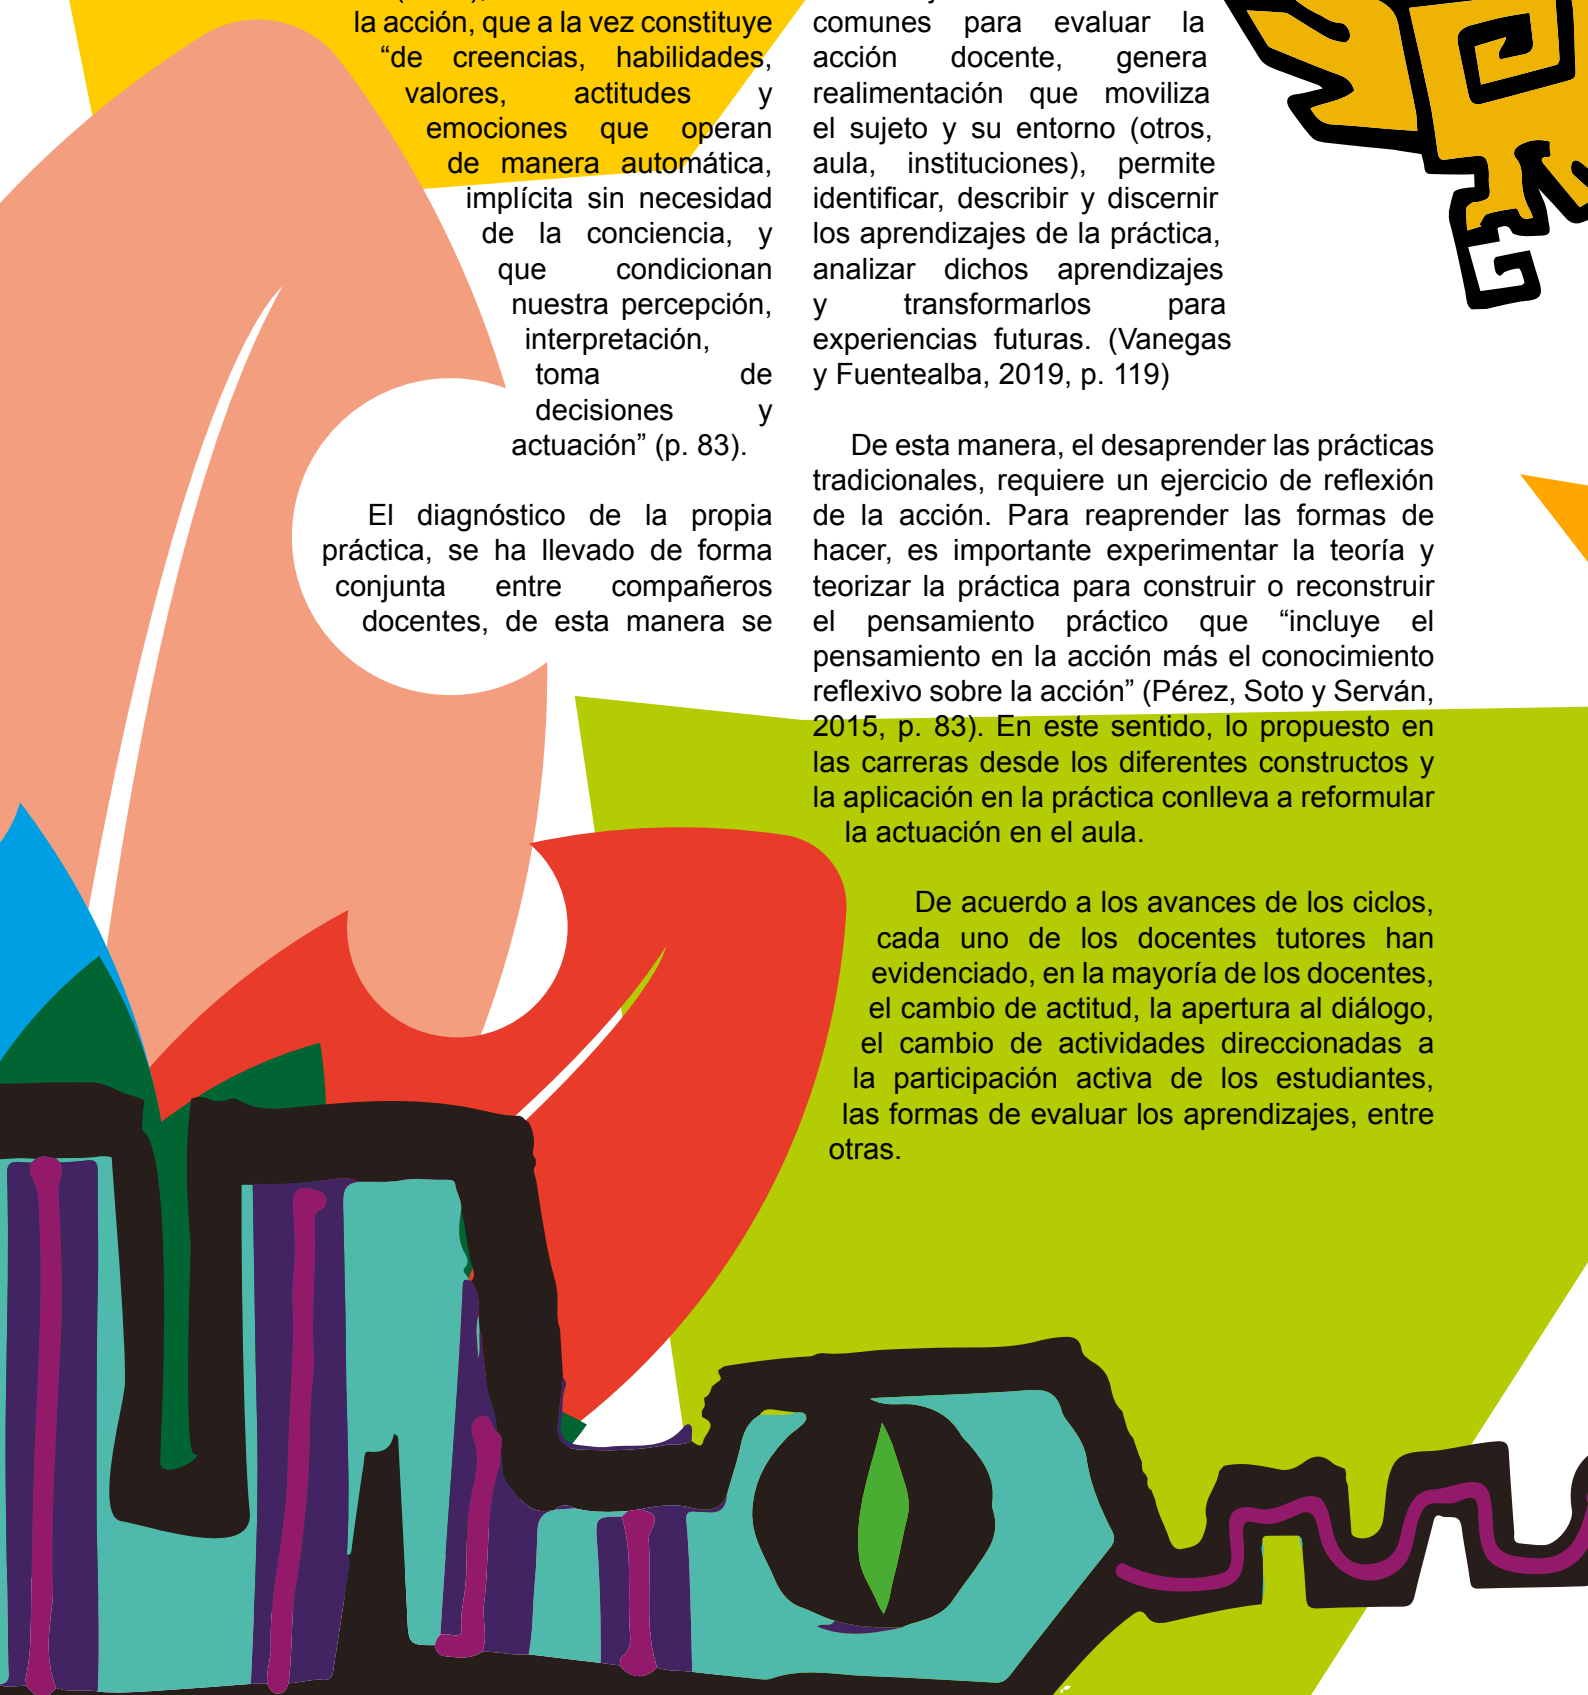 la acción, que a la vez constituye
“de creencias, habilidades,
valores, actitudes y
emociones que operan
de manera automática,
implícita sin necesidad
de la conciencia, y
que condicionan
nuestra percepción,
interpretación,
toma de
decisiones y
actuación” (p. 83).
El diagnóstico de la propia
práctica, se ha llevado de forma
conjunta entre compañeros
docentes, de esta manera se
comunes para evaluar la
acción docente, genera
realimentación que moviliza
el sujeto y su entorno (otros,
aula, instituciones), permite
identificar, describir y discernir
los aprendizajes de la práctica,
analizar dichos aprendizajes
y transformarlos para
experiencias futuras. (Vanegas
y Fuentealba, 2019, p. 119)
De esta manera, el desaprender las prácticas
tradicionales, requiere un ejercicio de reflexión
de la acción. Para reaprender las formas de
hacer, es importante experimentar la teoría y
teorizar la práctica para construir o reconstruir
el pensamiento práctico que “incluye el
pensamiento en la acción más el conocimiento
reflexivo sobre la acción” (Pérez, Soto y Serván,
2015, p. 83). En este sentido, lo propuesto en
las carreras desde los diferentes constructos y
la aplicación en la práctica conlleva a reformular
la actuación en el aula.
De acuerdo a los avances de los ciclos,
cada uno de los docentes tutores han
evidenciado, en la mayoría de los docentes,
el cambio de actitud, la apertura al diálogo,
el cambio de actividades direccionadas a
la participación activa de los estudiantes,
las formas de evaluar los aprendizajes, entre
otras.